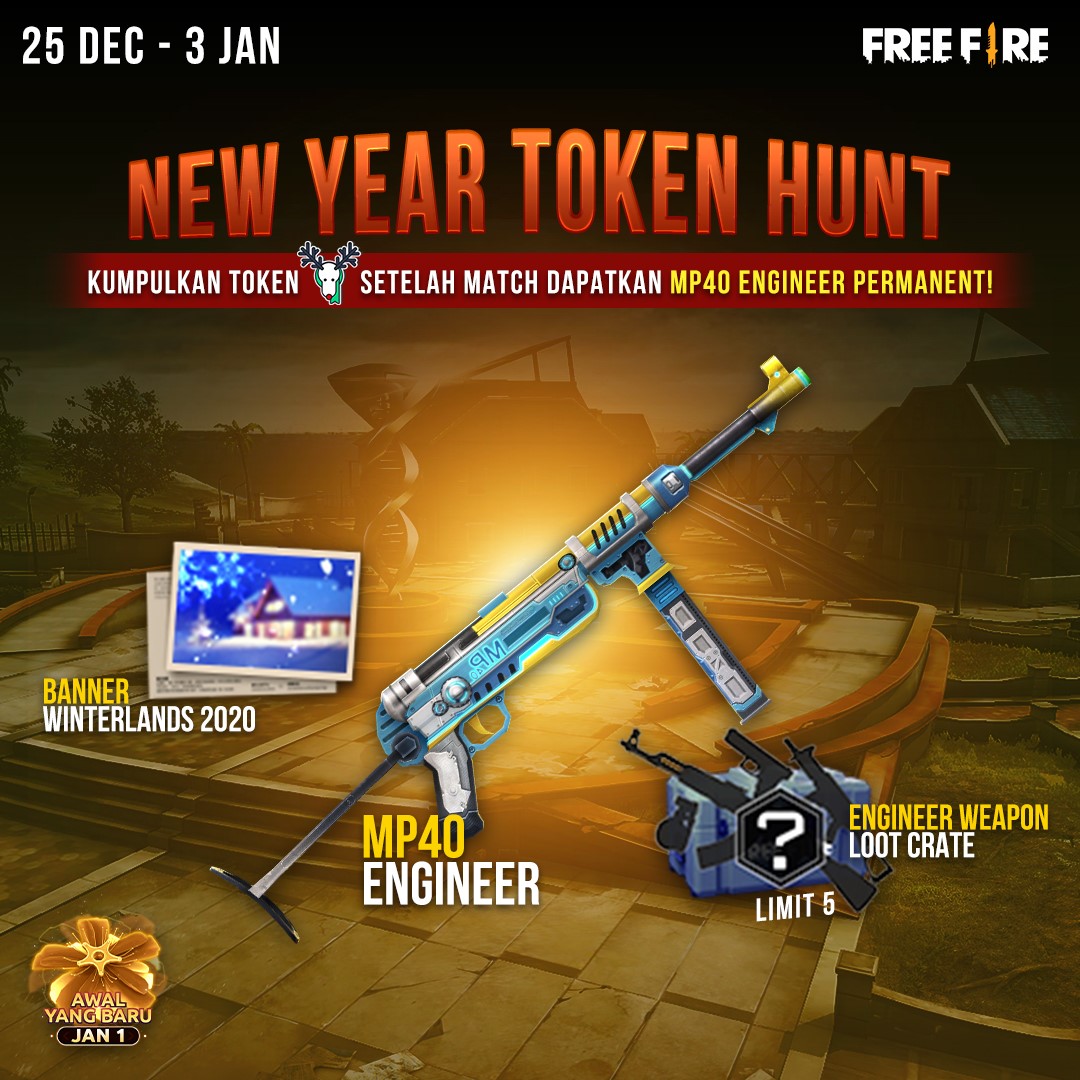 25 DEC - 3 JAN
FREE FIRE
NEW YEAR TOKEN HUNT
KUMPULKAN TOKEN SETELAH MATCH DAPATKAN MP40 ENGINEER PERMANENT!
BANNER
WINTERLANDS 2020
MP40
MP40
ENGINEER
?
ENGINEER WEAPON
LOOT CRATE
LIMIT 5
AWAL
YANG BARU
JAN 1